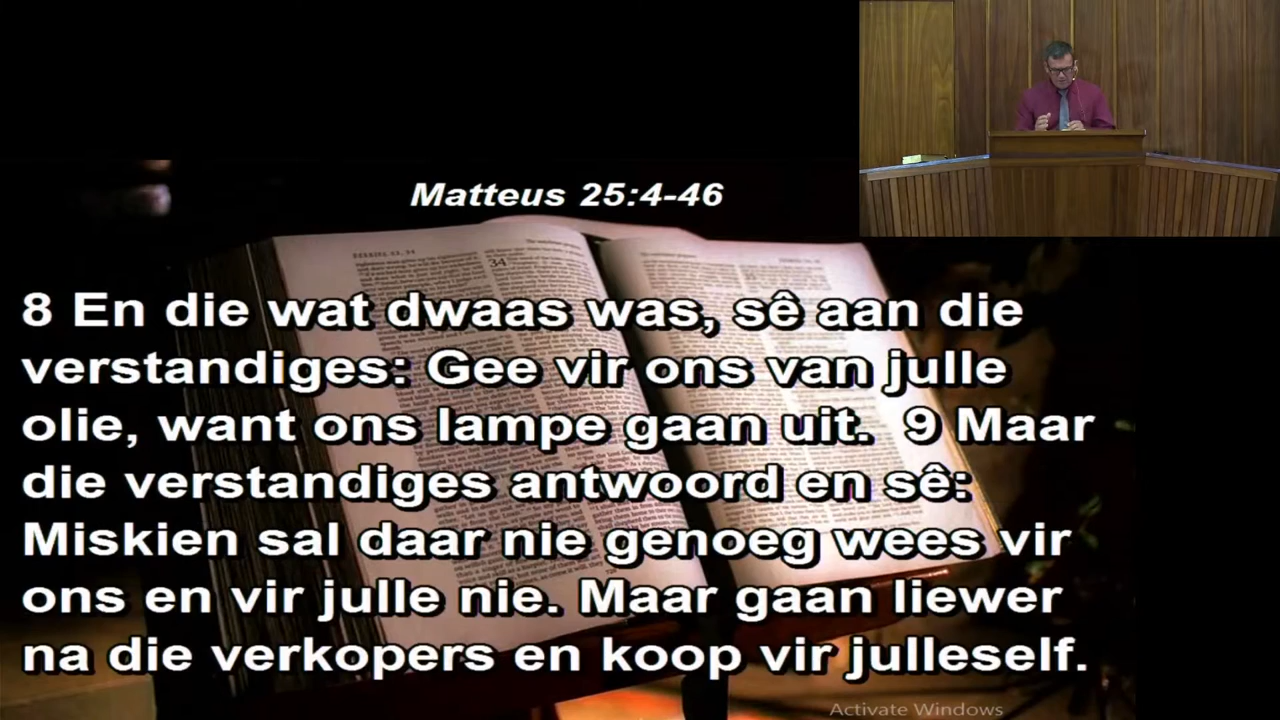 Matteus 25:4-46
8 En die wat dwaas was, sê aan die
verstandiges: Gee vir ons van julle
olie, want ons lampe gaan uit.  9 Maar
die verstandiges antwoord en sê:
Miskien sal daar nie genoeg wees vir
ons en vir julle nie. Maar gaan liewer
na die verkopers en koop vir julleself.
34
Activate Windows